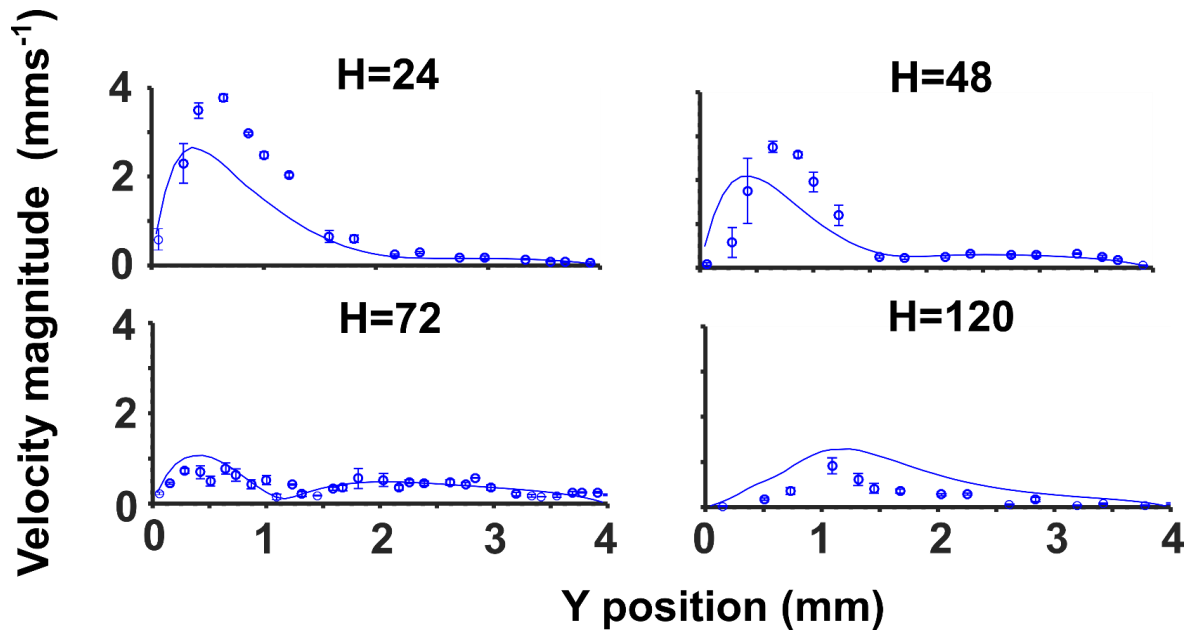 Velocity magnitude (mms⁻¹)
H=24
H=48
4
2
0
H=72
H=120
4
2
0
0 1 2 3 4
0 1 2 3 4
Y position (mm)